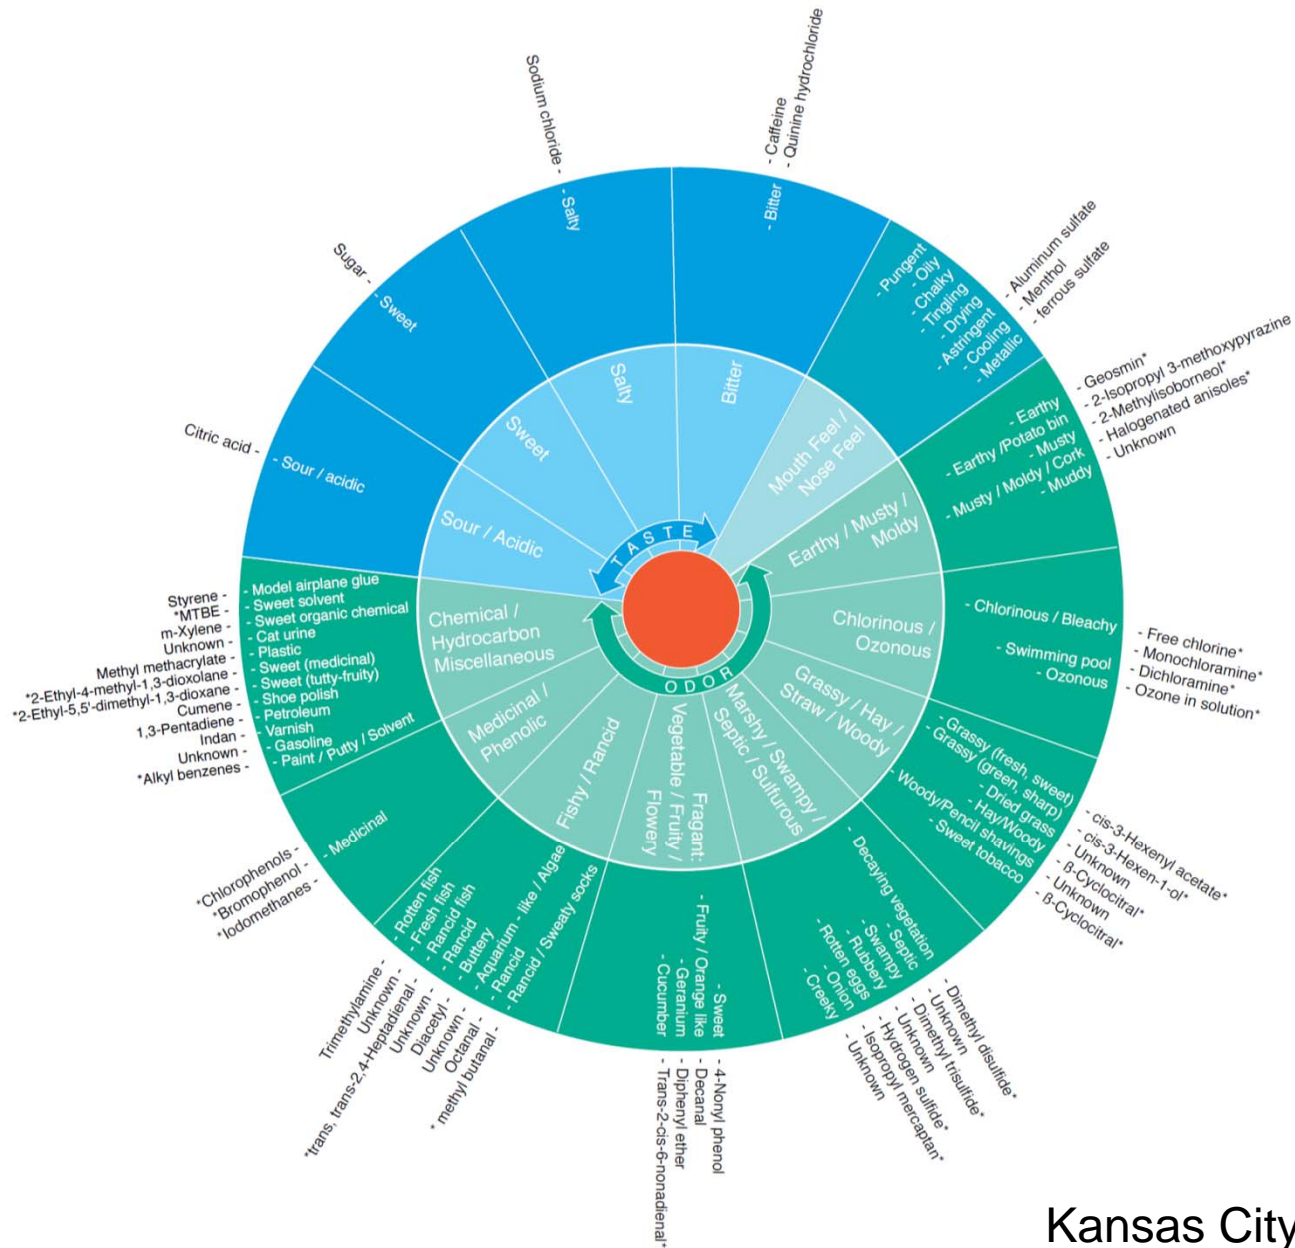 TASTE
ODOR
Sour / Acidic
Sweet
Salty
Bitter
Mouth Feel /
Nose Feel
Earthy / Musty /
Moldy
Chlorinous /
Ozonous
Grassy / Hay /
Straw / Woody
Marshy / Swampy /
Septic / Sulfurous
Fragant:
Vegetable / Fruity /
Flowery
Fishy / Rancid
Medicinal /
Phenolic
Chemical /
Hydrocarbon
Miscellaneous
- Sour / acidic
Citric acid -
- Sweet
Sugar -
- Salty
Sodium chloride -
- Bitter
- Caffeine
- Quinine hydrochloride
- Pungent
- Oily
- Chalky
- Tingling
- Drying
- Astringent
- Cooling
- Metallic
- Aluminum sulfate
- Menthol
- ferrous sulfate
- Earthy
- Earthy /Potato bin
- Musty
- Musty / Moldy / Cork
- Muddy
- Geosmin*
- 2-Isopropyl 3-methoxypyrazine
- 2-Methylisoborneol*
- Halogenated anisoles*
- Unknown
- Chlorinous / Bleachy
- Swimming pool
- Ozonous
- Free chlorine*
- Monochloramine*
- Dichloramine*
- Ozone in solution*
- Grassy (fresh, sweet)
- Grassy (green, sharp)
- Dried grass
- Hay/Woody
- Woody/Pencil shavings
- Sweet tobacco
- cis-3-Hexenyl acetate*
- cis-3-Hexen-1-ol*
- Unknown
- β-Cyclocitral*
- Unknown
- β-Cyclocitral*
- Decaying vegetation
- Septic
- Swampy
- Rubbery
- Rotten eggs
- Onion
- Creeky
- Dimethyl disulfide*
- Unknown
- Dimethyl trisulfide*
- Unknown
- Hydrogen sulfide*
- Isopropyl mercaptan*
- Unknown
- Sweet
- Fruity / Orange like
- Geranium
- Cucumber
- 4-Nonyl phenol
- Decanal
- Diphenyl ether
- Trans-2-cis-6-nonadienal*
- Rotten fish
- Fresh fish
- Rancid fish
- Rancid
- Buttery
- Aquarium - like / Algae
- Rancid
- Rancid / Sweaty socks
Trimethylamine -
Unknown -
*trans, trans-2,4-Heptadienal -
Unknown -
Diacetyl -
Unknown -
Octanal -
* methyl butanal -
- Medicinal
*Chlorophenols -
*Bromophenol -
*Iodomethanes -
- Model airplane glue
- Sweet solvent
- Sweet organic chemical
- Cat urine
- Plastic
- Sweet (medicinal)
- Sweet (tutty-fruity)
- Shoe polish
- Petroleum
- Varnish
- Gasoline
- Paint / Putty / Solvent
Styrene -
*MTBE -
m-Xylene -
Unknown -
Methyl methacrylate -
*2-Ethyl-4-methyl-1,3-dioxolane -
*2-Ethyl-5,5'-dimethyl-1,3-dioxane -
Cumene -
1,3-Pentadiene -
Indan -
Unknown -
*Alkyl benzenes -
Kansas City